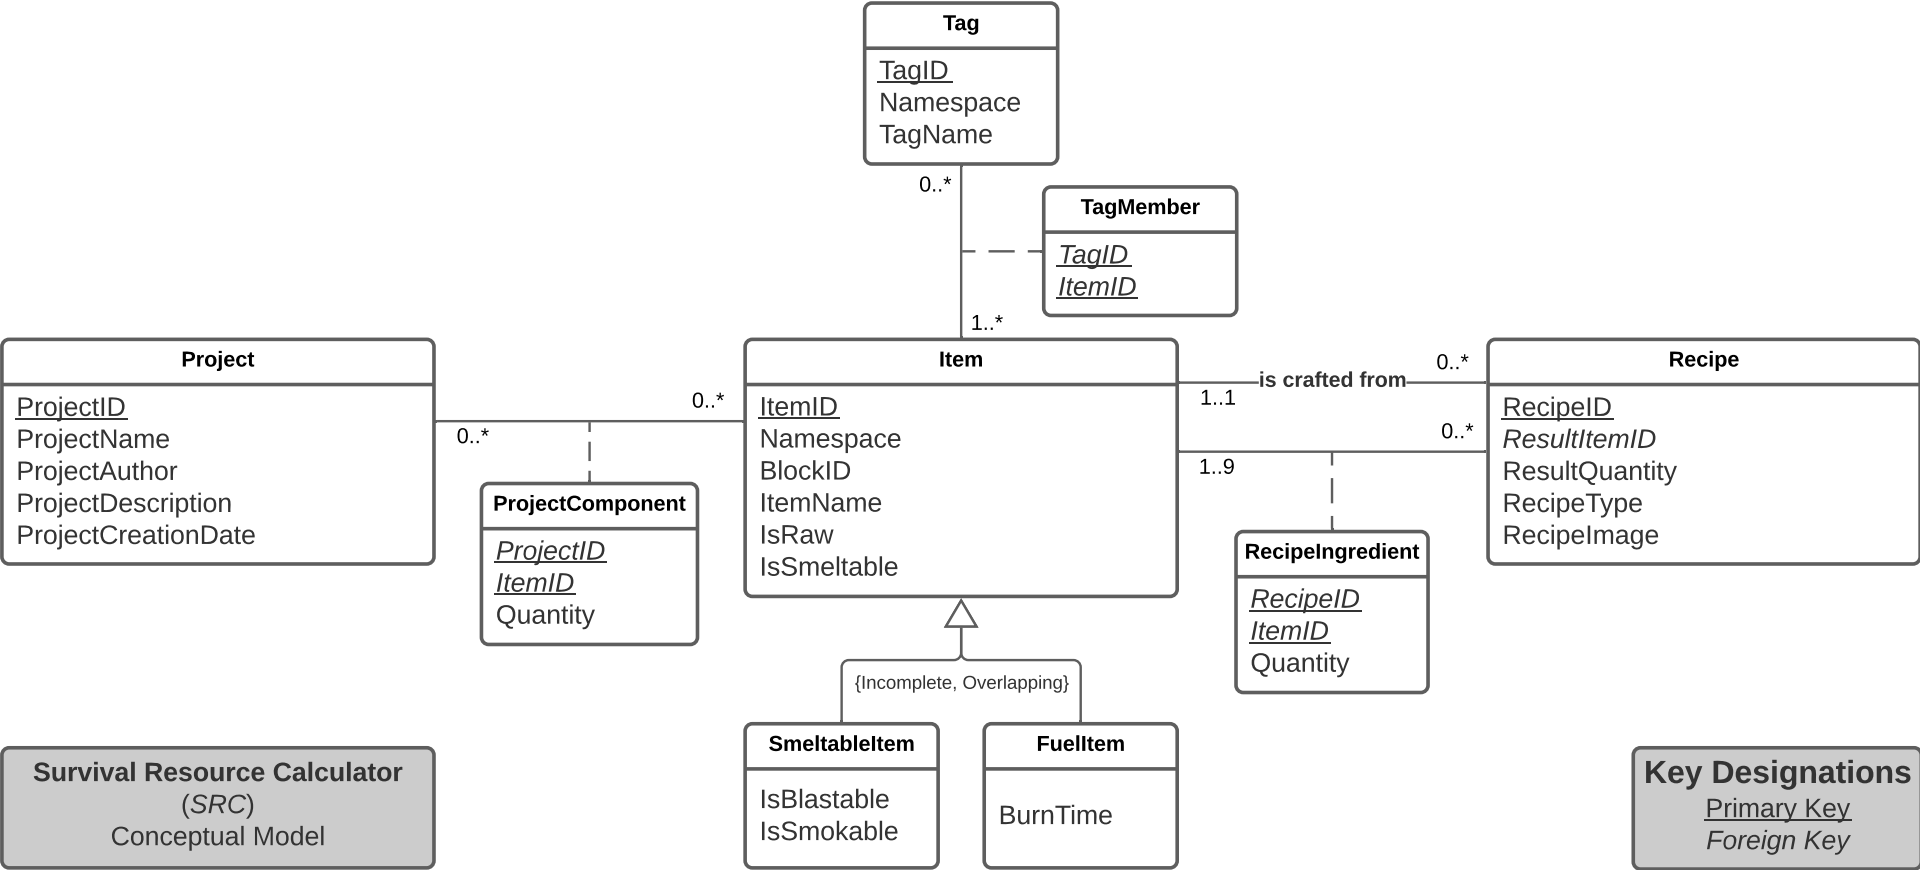 Tag
TagID
Namespace
TagName
0..*
TagMember
TagID
ItemID
1..*
Project
ProjectID
ProjectName
ProjectAuthor
ProjectDescription
ProjectCreationDate
0..*
0..*
ProjectComponent
ProjectID
ItemID
Quantity
Item
ItemID
Namespace
BlockID
ItemName
IsRaw
IsSmeltable
is crafted from
0..*
1..1
0..*
1..9
Recipe
RecipeID
ResultItemID
ResultQuantity
RecipeType
RecipeImage
RecipeIngredient
RecipeID
ItemID
Quantity
{Incomplete, Overlapping}
SmeltableItem
IsBlastable
IsSmokable
FuelItem
BurnTime
Survival Resource Calculator
(SRC)
Conceptual Model
Key Designations
Primary Key
Foreign Key